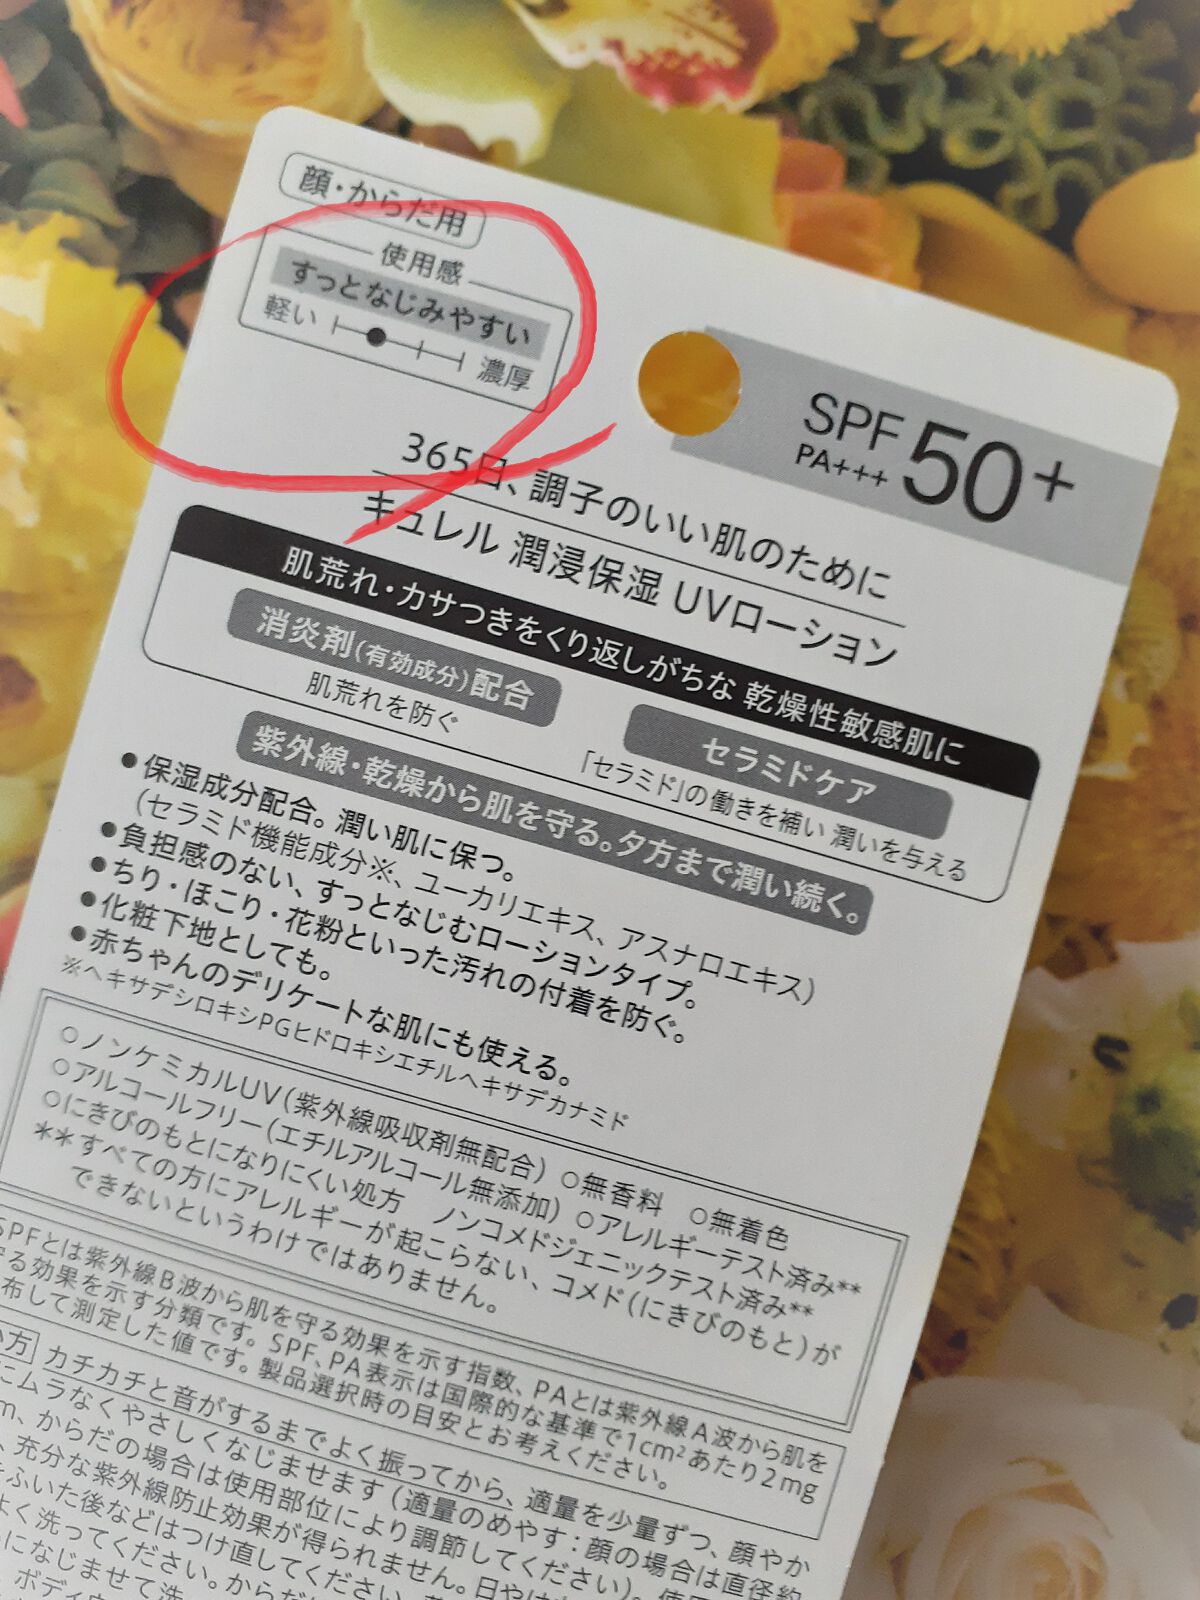 顔・からだ用
使用感
すっとなじみやすい
軽い 濃厚
SPF50+
PA+++
365日、調子のいい肌のために
キュレル 潤浸保湿 UVローション
肌荒れ・カサつきをくり返しがちな 乾燥性敏感肌に
消炎剤(有効成分)配合
肌荒れを防ぐ
セラミドケア
「セラミド」の働きを補い 潤いを与える
紫外線・乾燥から肌を守る。夕方まで潤い続く。
●保湿成分配合。潤い肌に保つ。
(セラミド機能成分※、ユーカリエキス、アスナロエキス)
●負担感のない、すっとなじむローションタイプ。
●ちり・ほこり・花粉といった汚れの付着を防ぐ。
●化粧下地としても。
●赤ちゃんのデリケートな肌にも使える。
※ヘキサデシロキシPGヒドロキシエチルヘキサデカナミド
○ノンケミカルUV(紫外線吸収剤無配合) ○無香料 ○無着色
○アルコールフリー(エチルアルコール無添加) ○アレルギーテスト済み**
○にきびのもとになりにくい処方 ノンコメドジェニックテスト済み**
**すべての方にアレルギーが起こらない、コメド(にきびのもと)が
できないというわけではありません。
SPFとは紫外線B波から肌を守る効果を示す指数、PAとは紫外線A波から肌を
守る効果を示す分類です。SPF、PA表示は国際的な基準で1cm²あたり2mg
布して測定した値です。製品選択時の目安とお考えください。
い方 カチカチと音がするまでよく振ってから、適量を少量ずつ、顔やか
にムラなくやさしくなじませます(適量のめやす：顔の場合は直径約
m、からだの場合は使用部位により調節してください)。使用
、充分な紫外線防止効果が得られません。日やけ
をふいた後などはつけ直してください。
よく洗ってください。からだ
になじませて洗